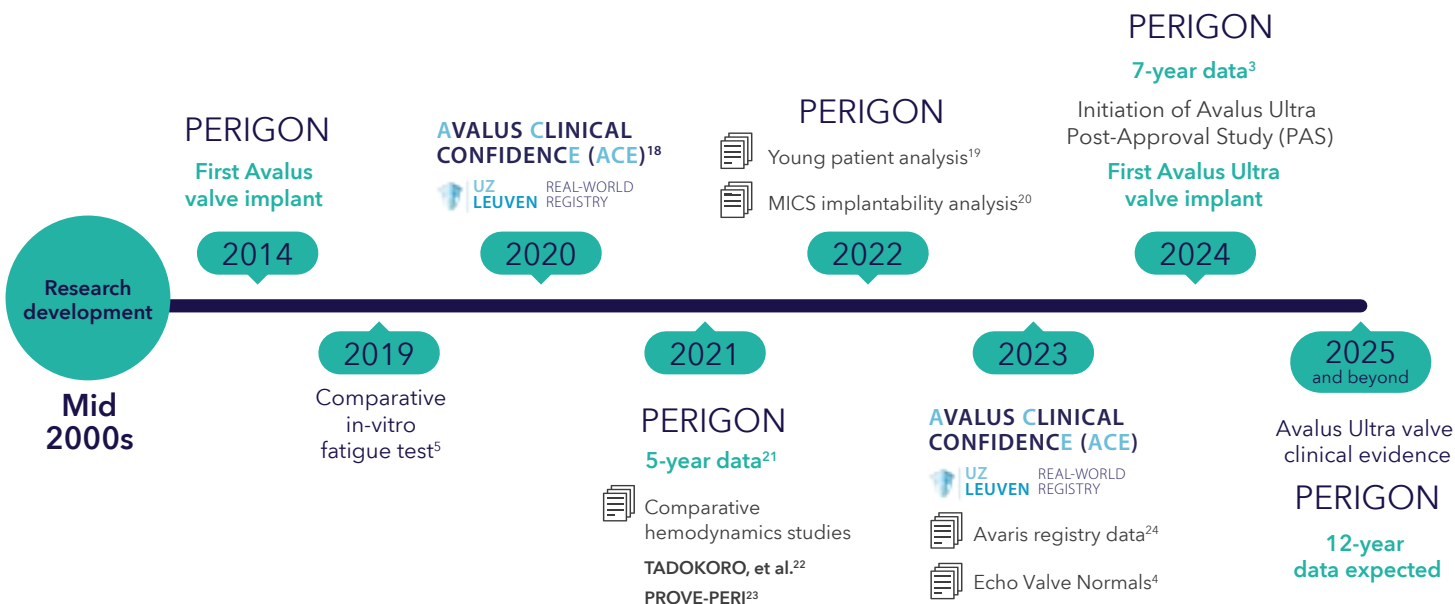 Research
development
Mid
2000s
PERIGON
First Avalus
valve implant
2014
2019
Comparative
in-vitro
fatigue test5
AVALUS CLINICAL
CONFIDENCE (ACE)18
UZ
LEUVEN
REAL-WORLD
REGISTRY
2020
2021
PERIGON
5-year data21
Comparative
hemodynamics studies
TADOKORO, et al.22
PROVE-PERI23
PERIGON
Young patient analysis19
MICS implantability analysis20
2022
2023
AVALUS CLINICAL
CONFIDENCE (ACE)
UZ
LEUVEN
REAL-WORLD
REGISTRY
Avaris registry data24
Echo Valve Normals4
PERIGON
7-year data3
Initiation of Avalus Ultra
Post-Approval Study (PAS)
First Avalus Ultra
valve implant
2024
2025
and beyond
Avalus Ultra valve
clinical evidence
PERIGON
12-year
data expected